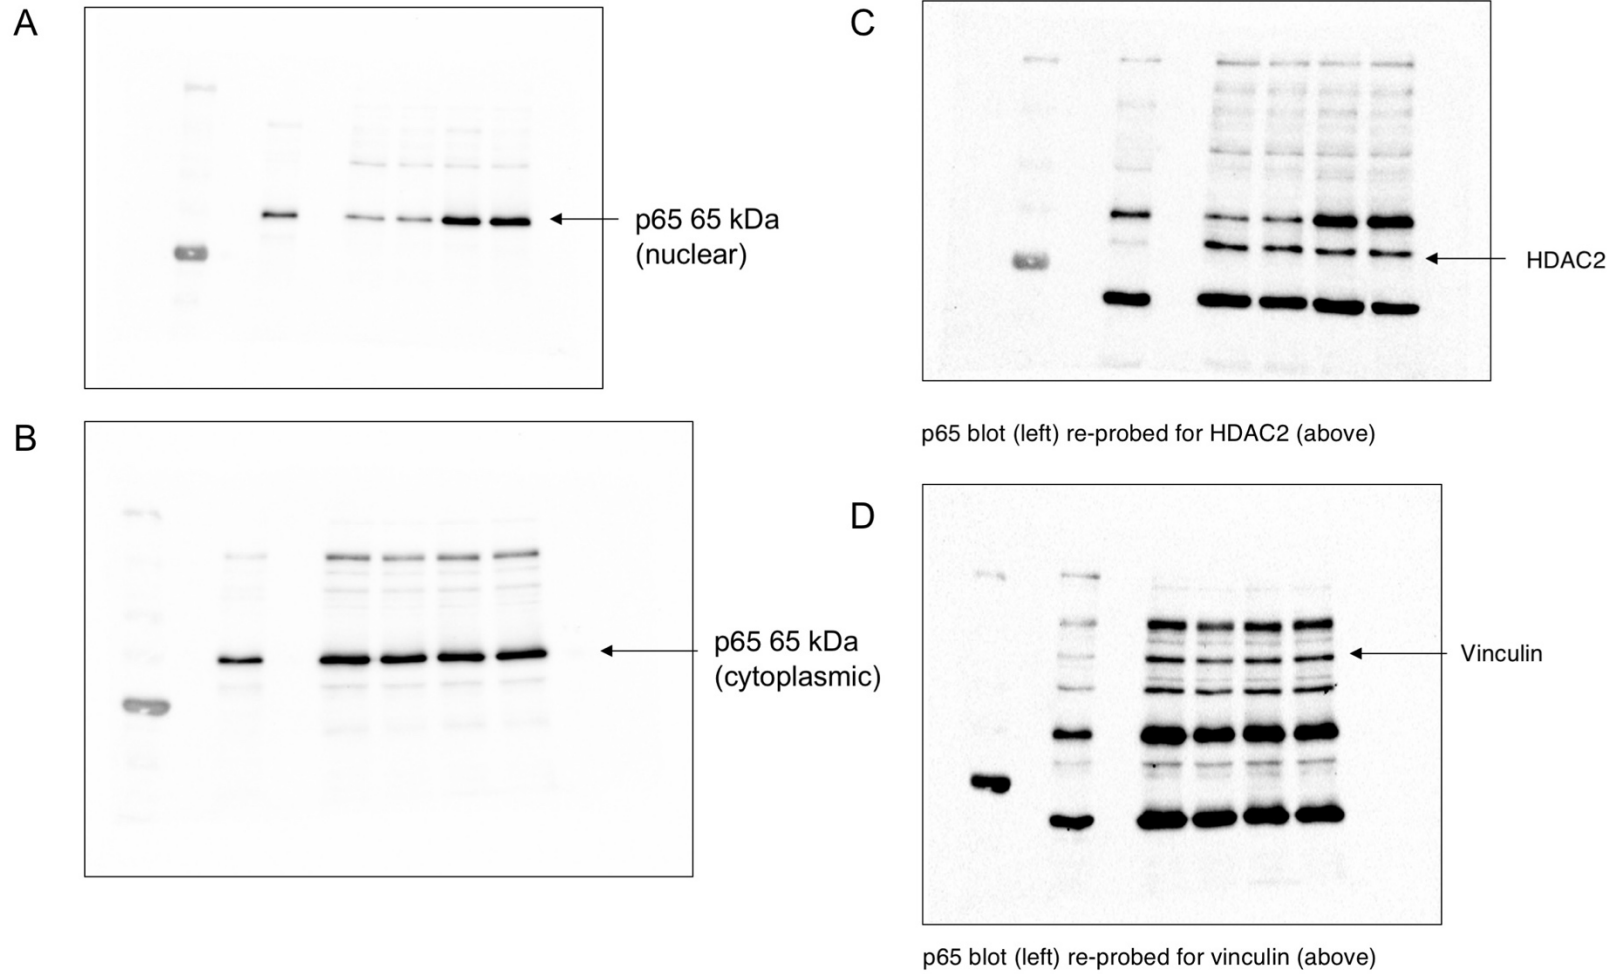 A
p65 65 kDa
(nuclear)
B
p65 65 kDa
(cytoplasmic)
C
HDAC2
p65 blot (left) re-probed for HDAC2 (above)
D
Vinculin
p65 blot (left) re-probed for vinculin (above)